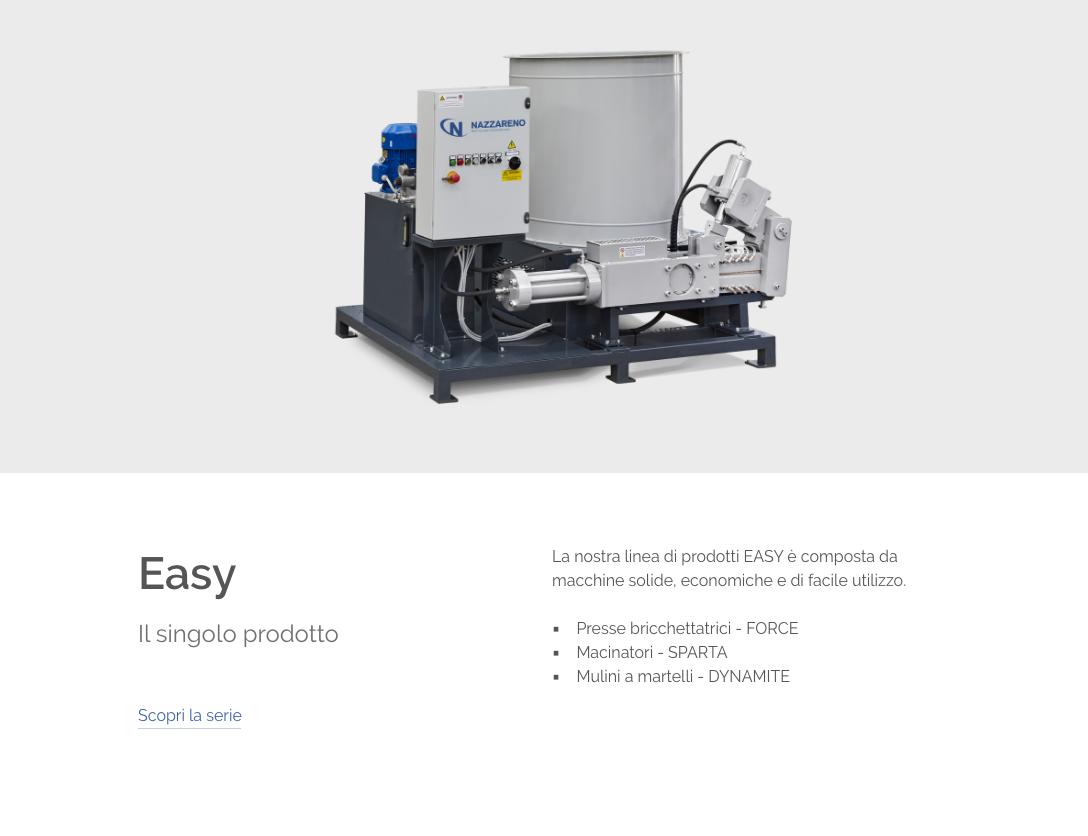 NAZZARENO
Easy
Il singolo prodotto
Scopri la serie
La nostra linea di prodotti EASY è composta da
macchine solide, economiche e di facile utilizzo.
▪ Presse bricchettatrici - FORCE
▪ Macinatori - SPARTA
▪ Mulini a martelli - DYNAMITE